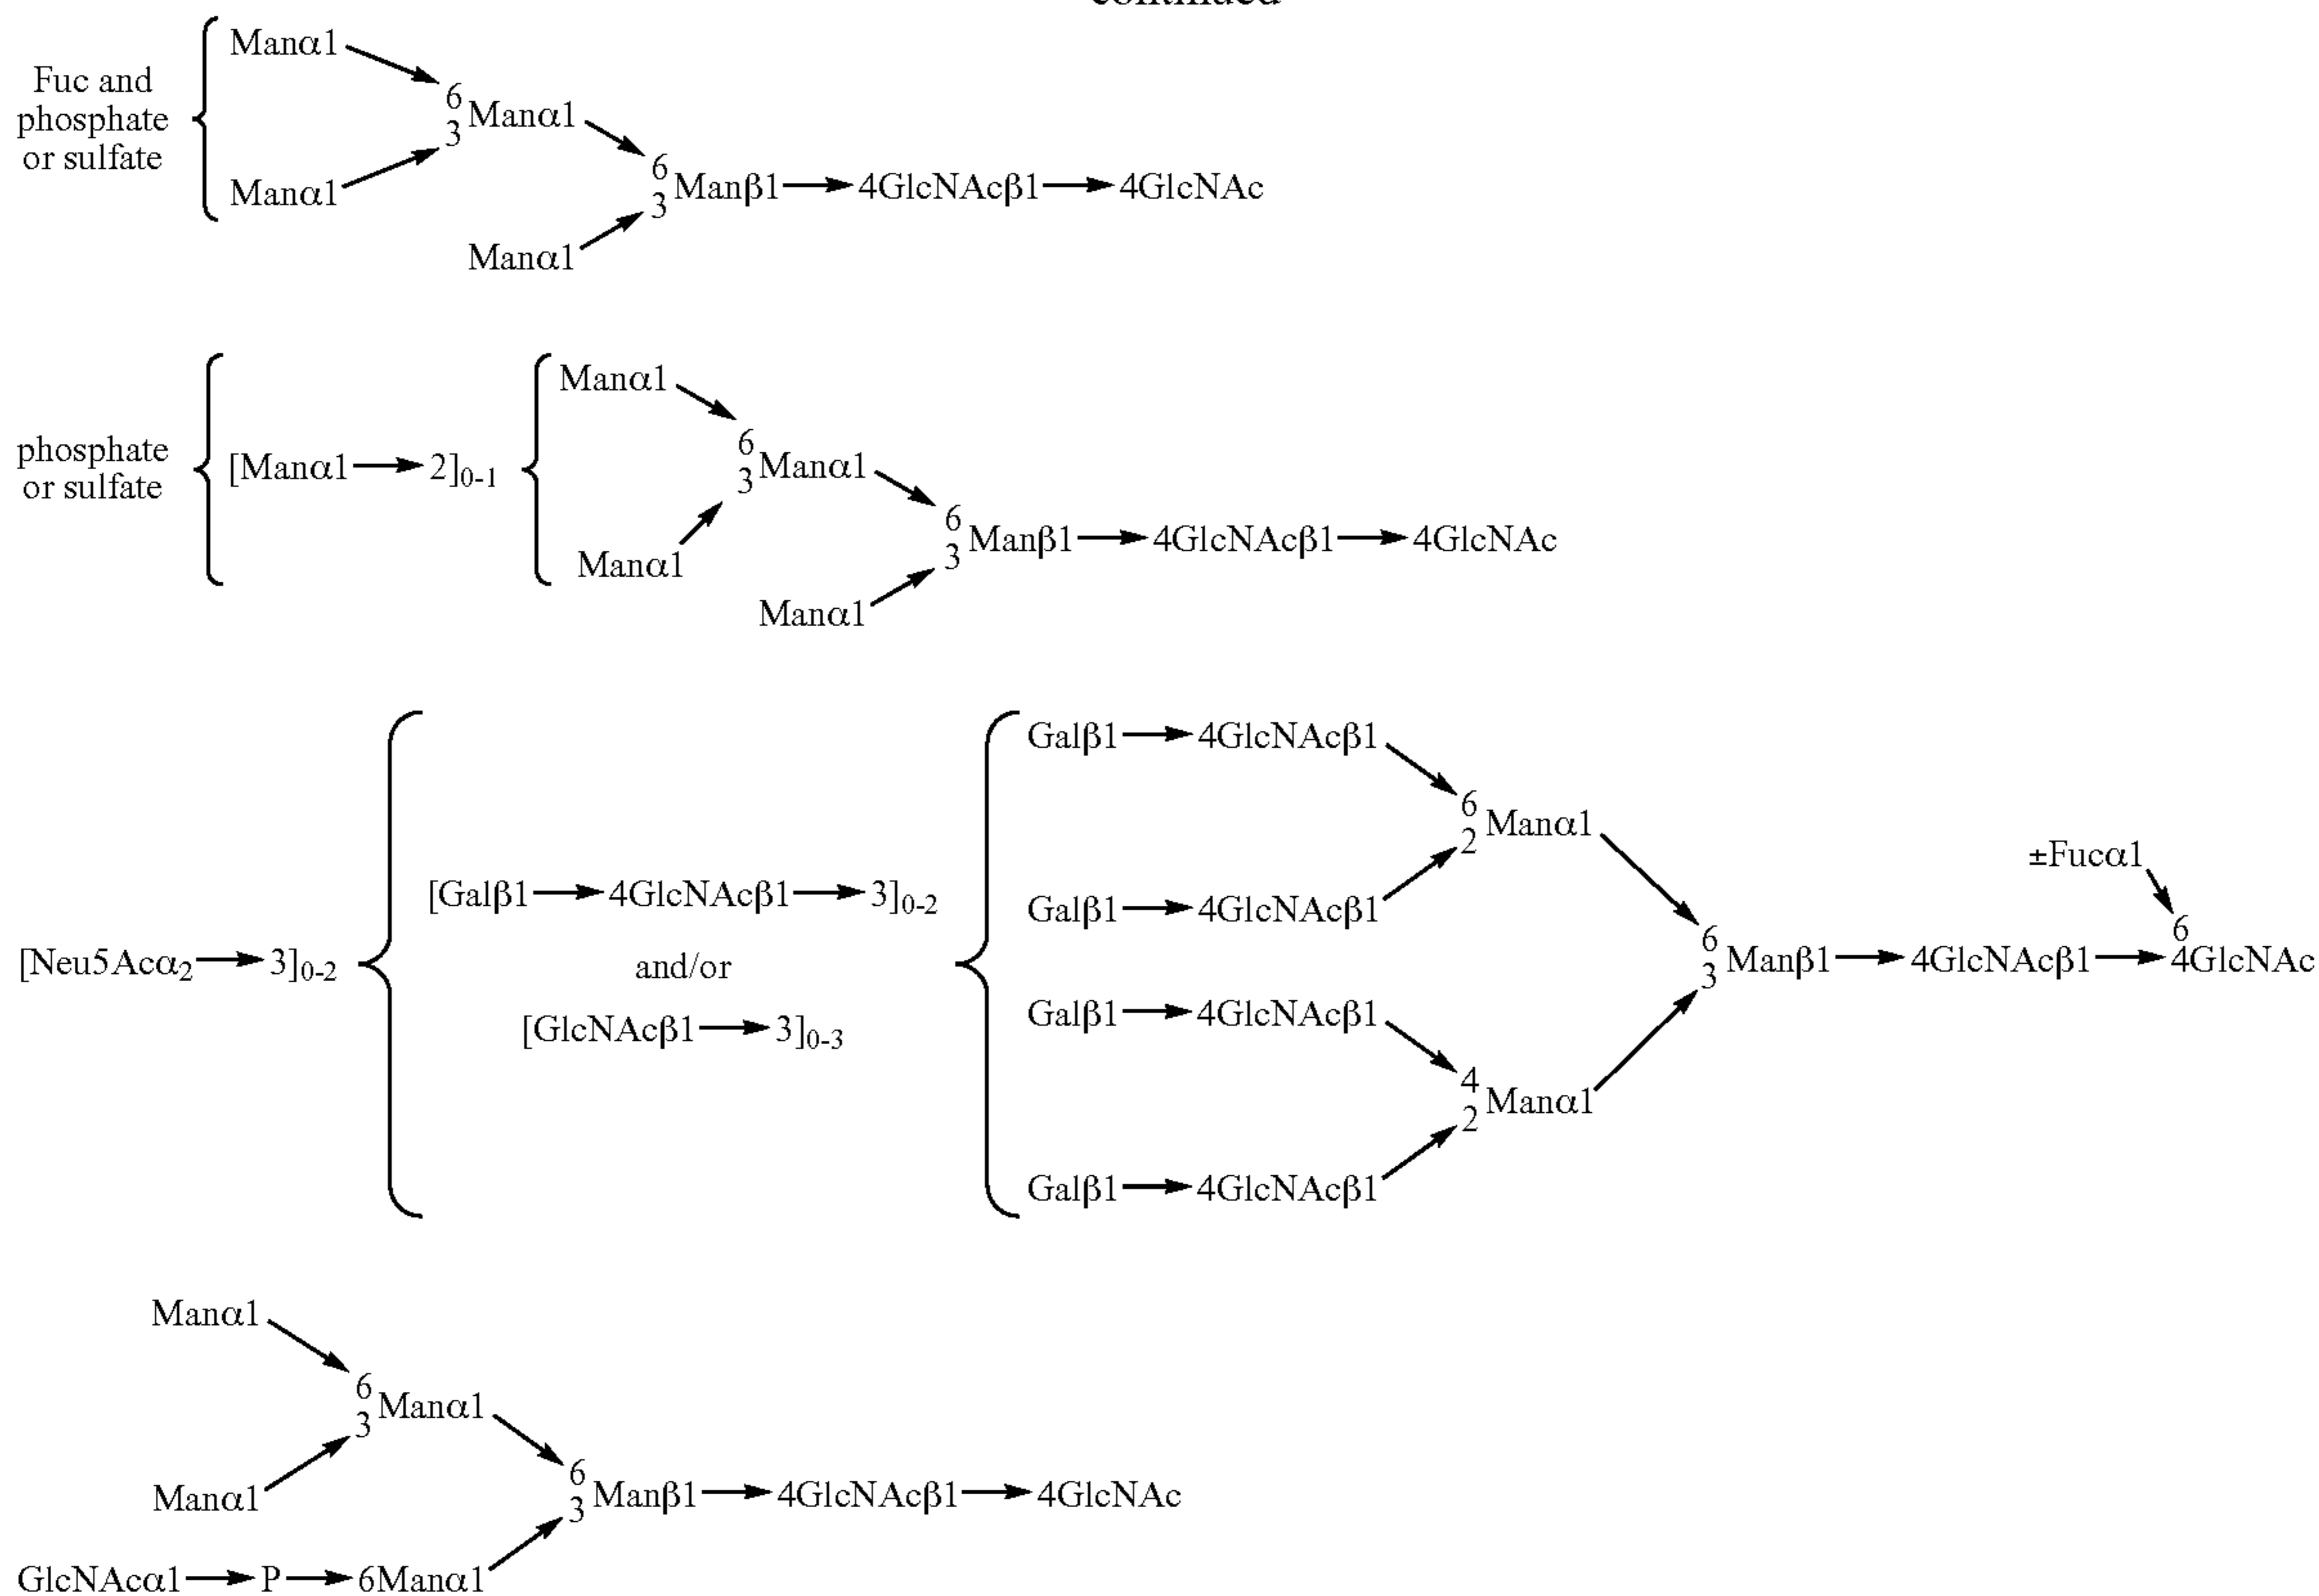 Fuc and
phosphate
or sulfate
Manα1
6
3 Manα1
Manα1
6
3 Manβ1 → 4GlcNAcβ1 → 4GlcNAc
Manα1
phosphate
or sulfate
[Manα1 → 2]0-1
Manα1
6
3 Manα1
Manα1
6
3 Manβ1 → 4GlcNAcβ1 → 4GlcNAc
Manα1
[Neu5Acα2 → 3]0-2
[Galβ1 → 4GlcNAcβ1 → 3]0-2
and/or
[GlcNAcβ1 → 3]0-3
Galβ1 → 4GlcNAcβ1
6
2 Manα1
Galβ1 → 4GlcNAcβ1
Galβ1 → 4GlcNAcβ1
4
2 Manα1
Galβ1 → 4GlcNAcβ1
±Fucα1
6
6
3 Manβ1 → 4GlcNAcβ1 → 4GlcNAc
Manα1
6
3 Manα1
Manα1
6
3 Manβ1 → 4GlcNAcβ1 → 4GlcNAc
GlcNAcα1 → P → 6Manα1